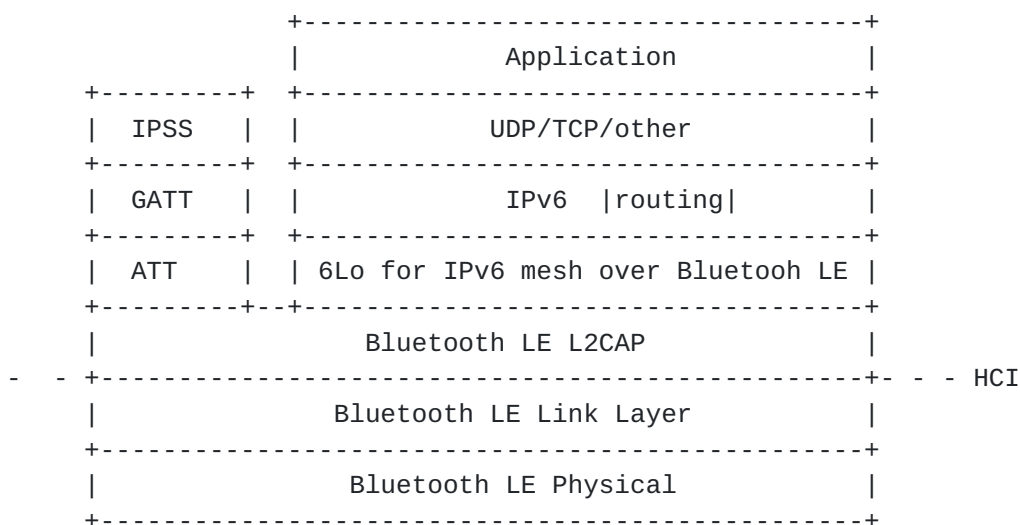 Application
IPSS UDP/TCP/other
GATT IPv6 |routing|
ATT 6Lo for IPv6 mesh over Bluetooh LE
Bluetooth LE L2CAP
- - - - - HCI
Bluetooth LE Link Layer
Bluetooth LE Physical